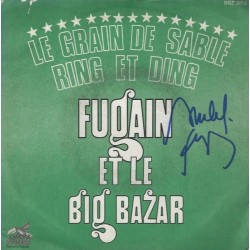 LE GRAIN DE SABLE
RING ET DING
FUGAIN
ET LE
BIG BAZAR